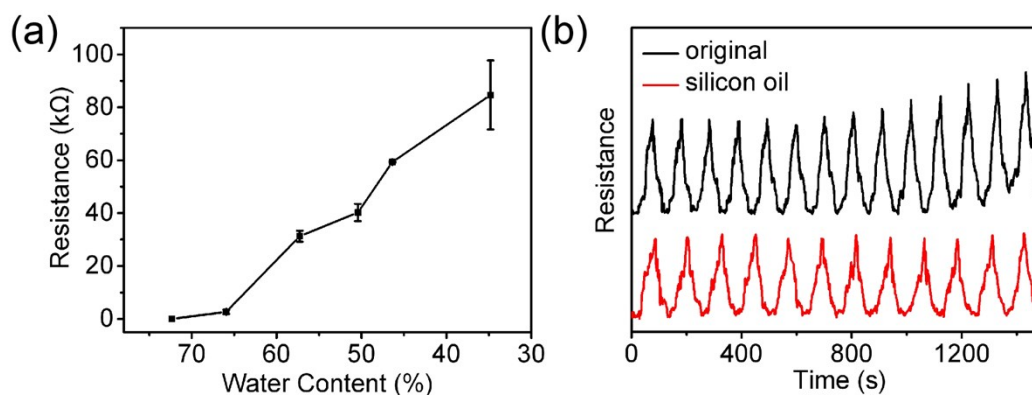 (a)
100
80
60
40
20
0
Resistance (kΩ)
70 60 50 40 30
Water Content (%)
(b)
original
silicon oil
Resistance
0 400 800 1200
Time (s)